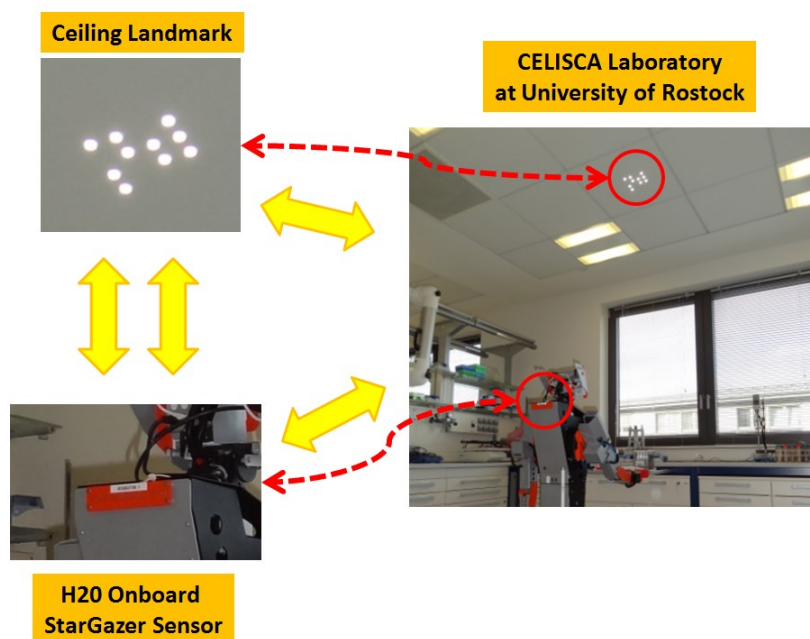 Ceiling Landmark
CELISCA Laboratory
at University of Rostock
H20 Onboard
StarGazer Sensor